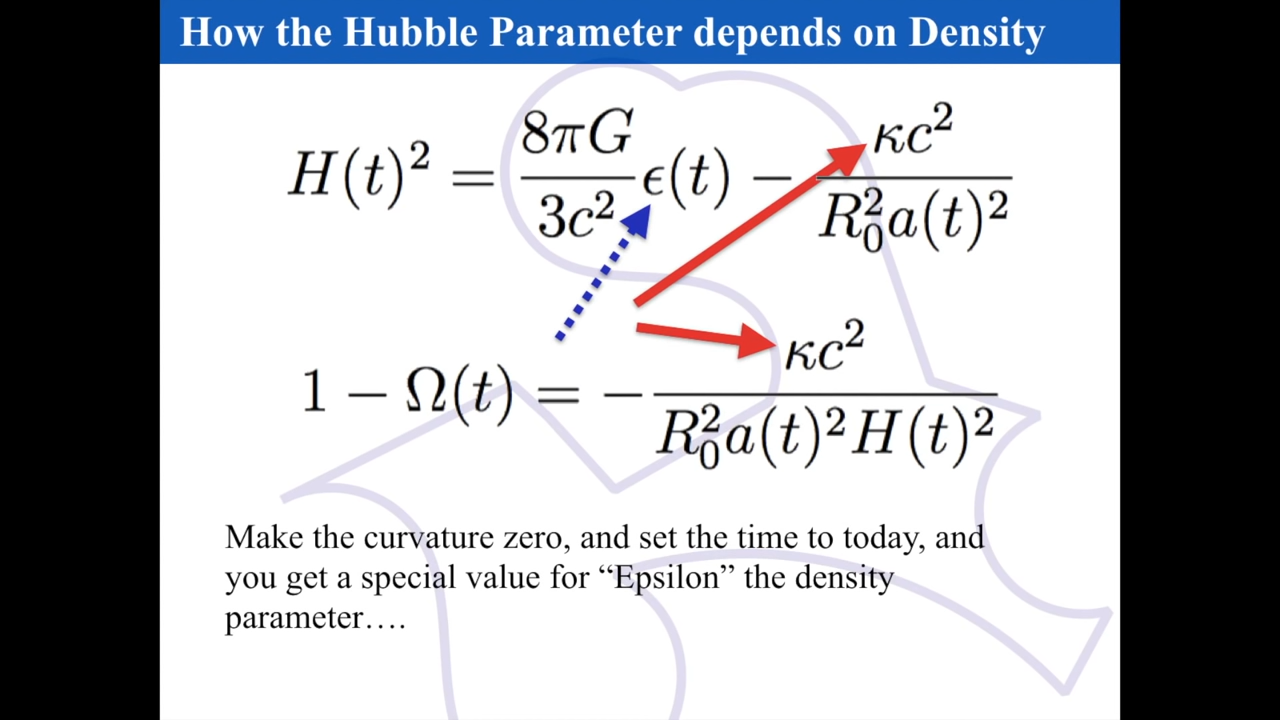 How the Hubble Parameter depends on Density
H(t)² = 8πG/3c² ϵ(t) − κc²/R₀²a(t)²
1 − Ω(t) = − κc²/R₀²a(t)²H(t)²
Make the curvature zero, and set the time to today, and
you get a special value for “Epsilon” the density
parameter….